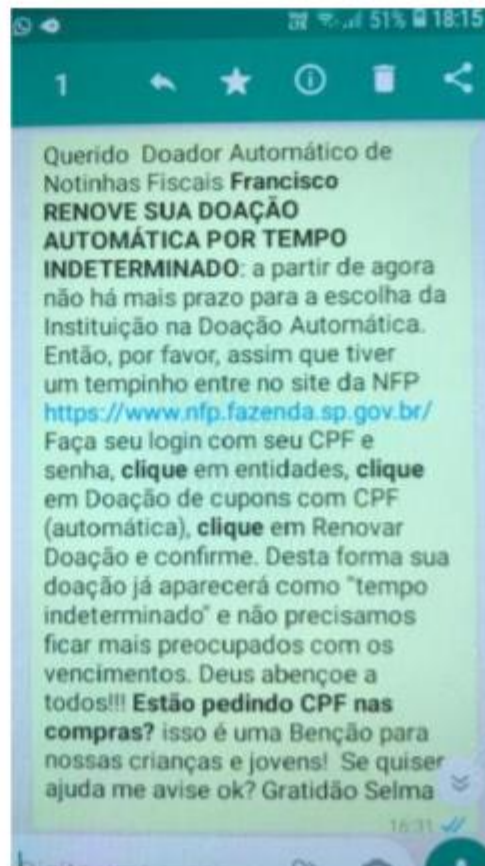 51% 18:15
1
Querido Doador Automático de
Notinhas Fiscais Francisco
RENOVE SUA DOAÇÃO
AUTOMÁTICA POR TEMPO
INDETERMINADO: a partir de agora
não há mais prazo para a escolha da
Instituição na Doação Automática.
Então, por favor, assim que tiver
um tempinho entre no site da NFP
https://www.nfp.fazenda.sp.gov.br/
Faça seu login com seu CPF e
senha, clique em entidades, clique
em Doação de cupons com CPF
(automática), clique em Renovar
Doação e confirme. Desta forma sua
doação já aparecerá como "tempo
indeterminado" e não precisamos
ficar mais preocupados com os
vencimentos. Deus abençoe a
todos!!! Estão pedindo CPF nas
compras? isso é uma Benção para
nossas crianças e jovens! Se quiser
ajuda me avise ok? Gratidão Selma
16:31